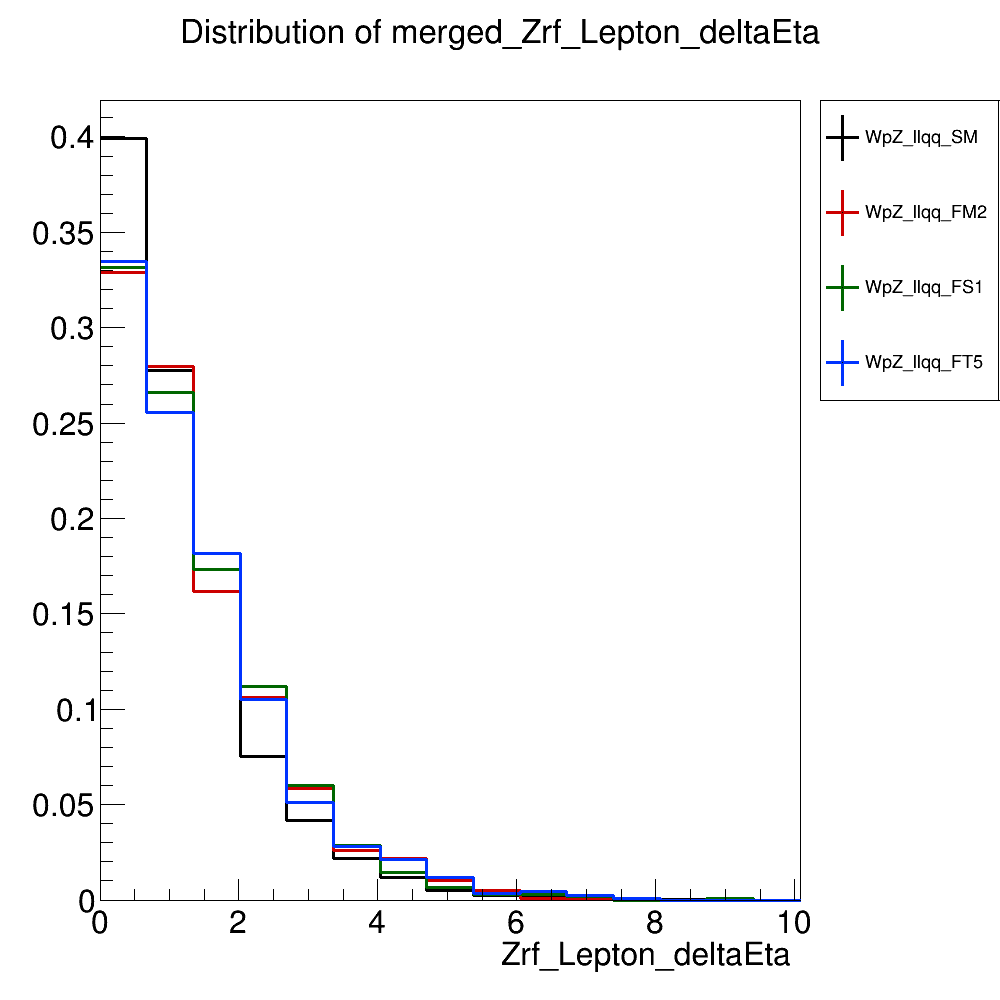 Distribution of merged_Zrf_Lepton_deltaEta
0.4
0.35
0.3
0.25
0.2
0.15
0.1
0.05
0
0 2 4 6 8 10
Zrf_Lepton_deltaEta
WpZ_llqq_SM
WpZ_llqq_FM2
WpZ_llqq_FS1
WpZ_llqq_FT5